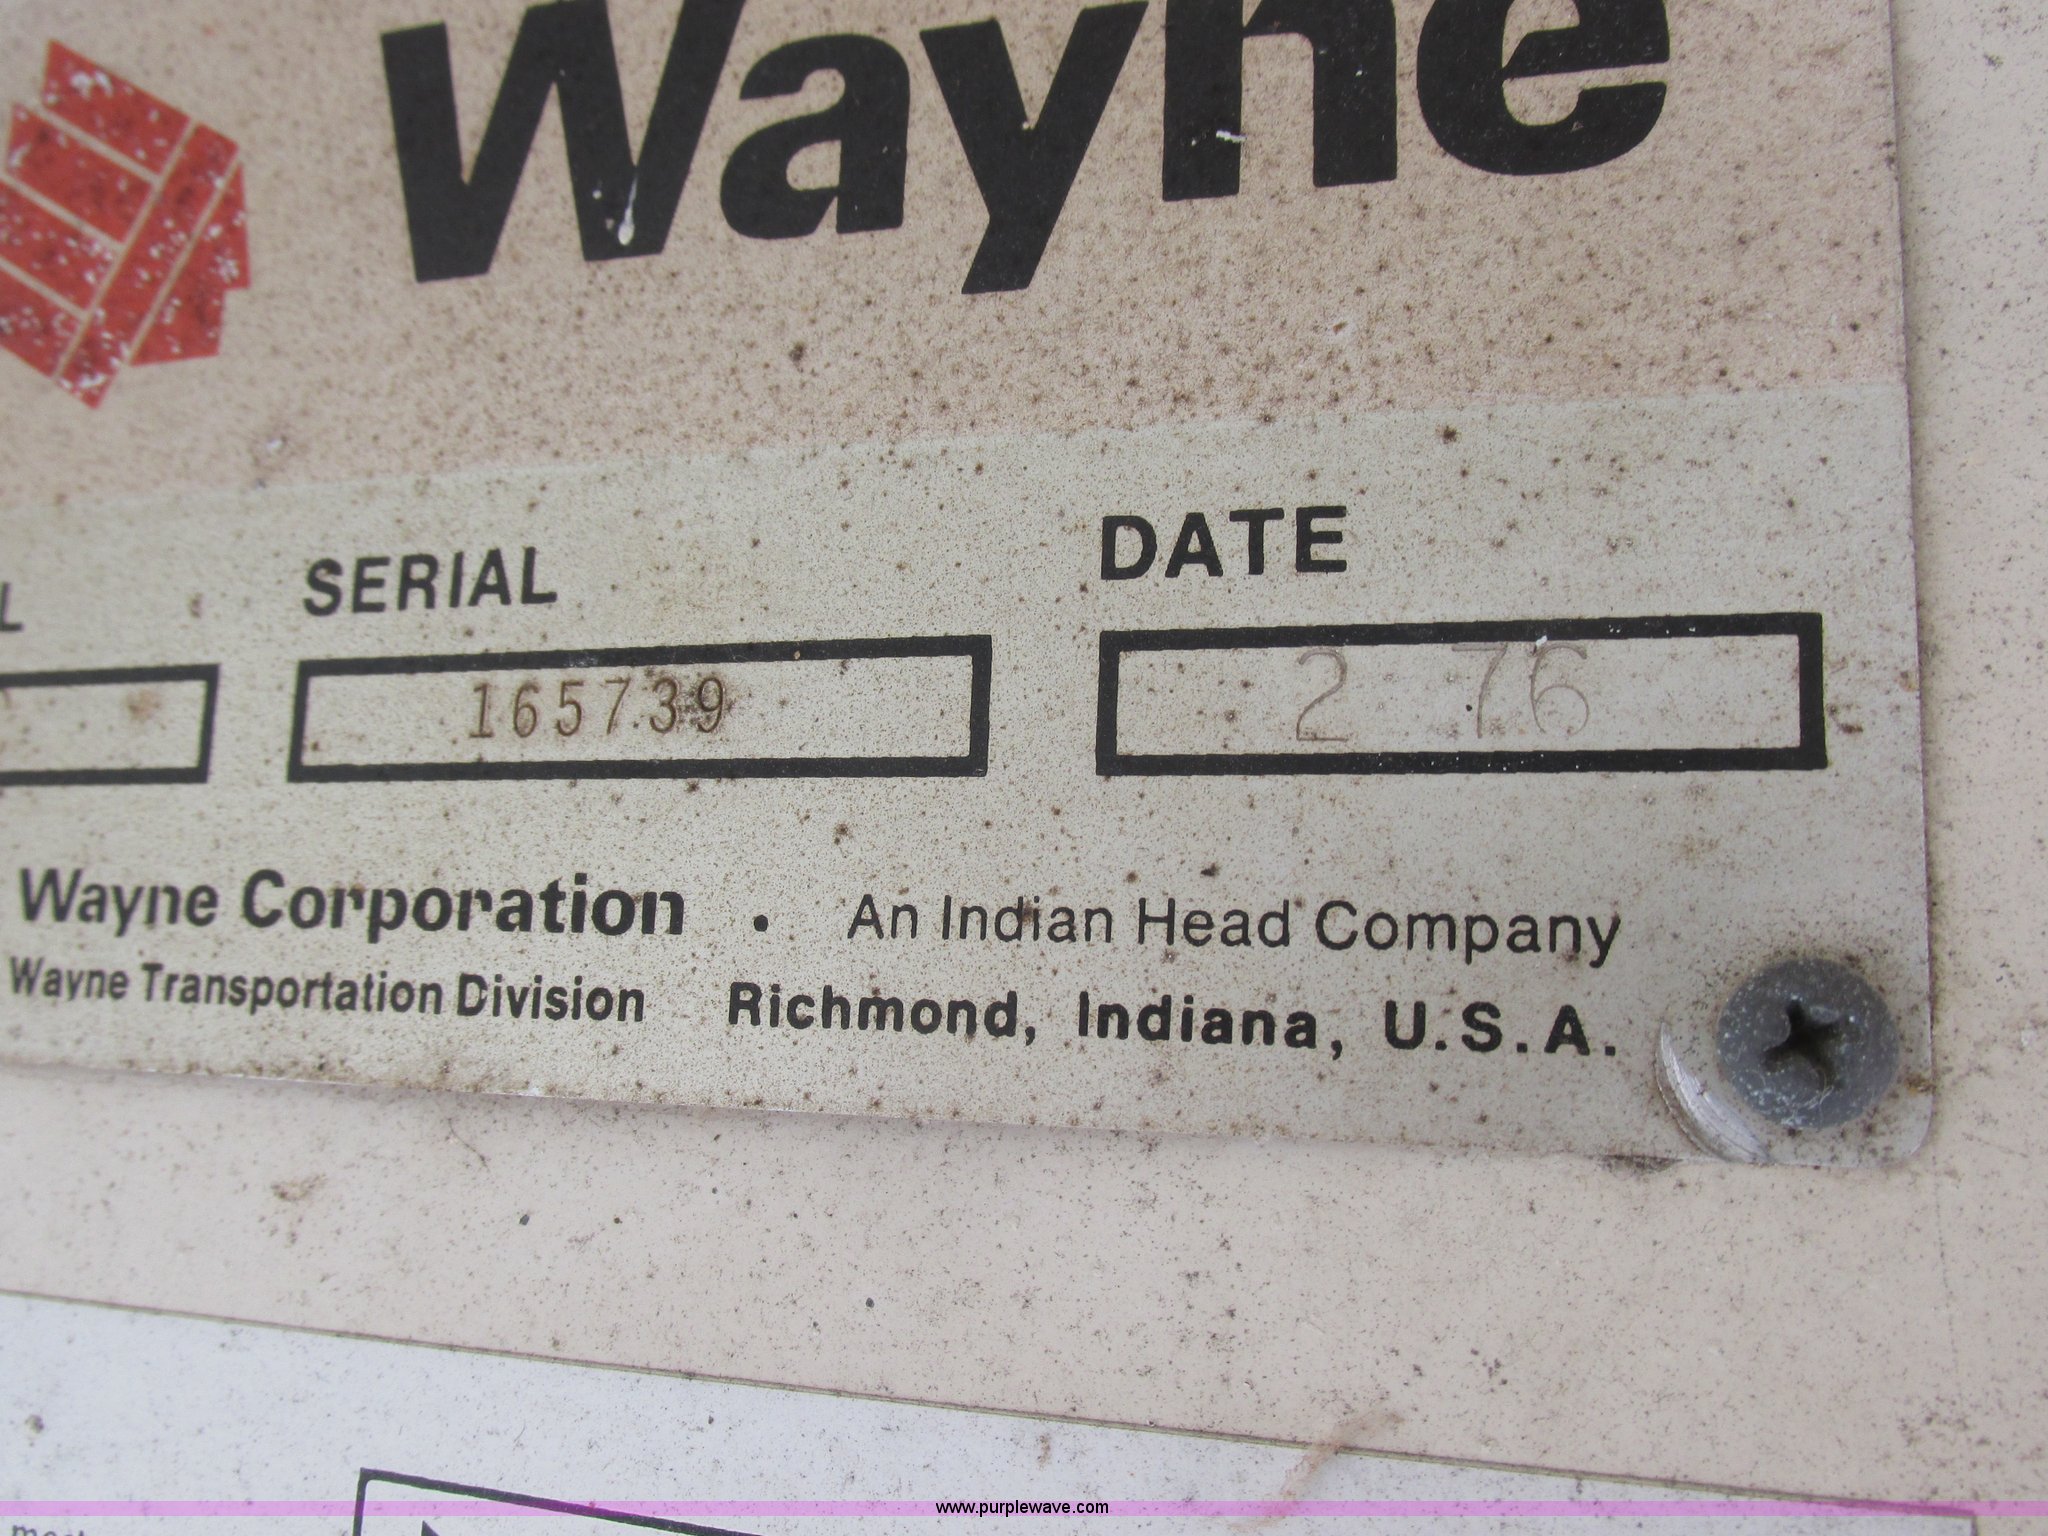 Wayne
L SERIAL DATE
165739 2 76
Wayne Corporation . An Indian Head Company
Wayne Transportation Division Richmond, Indiana, U.S.A.
www.purplewave.com